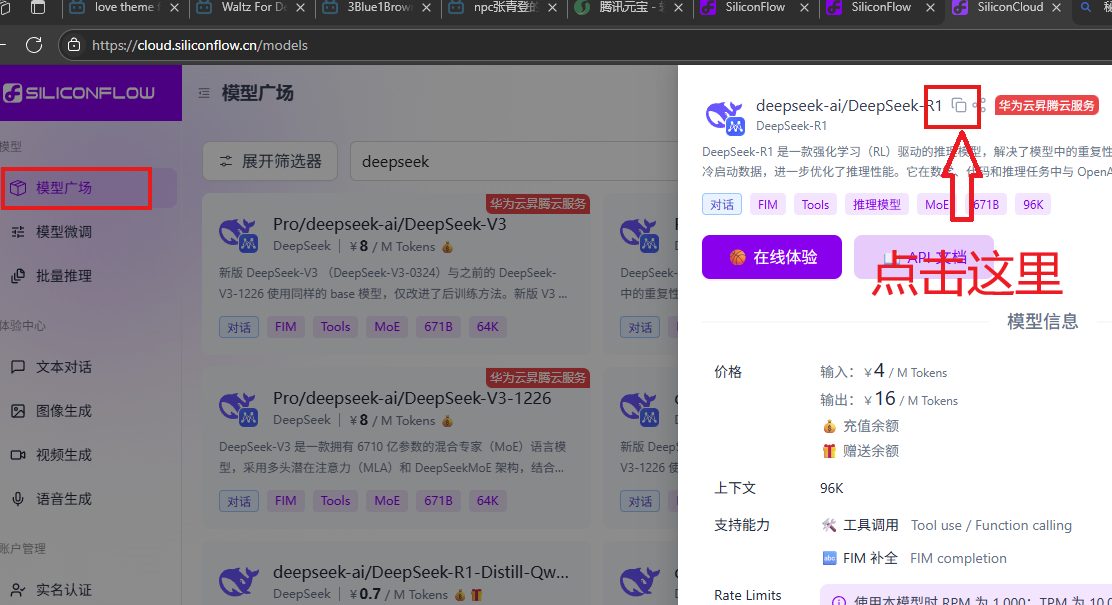 love theme f
Waltz For De
3Blue1Brow
npc张青登的
腾讯元宝 - 轻
SiliconFlow
SiliconFlow
SiliconCloud
https://cloud.siliconflow.cn/models
SILICONFLOW
模型
模型广场
模型微调
批量推理
体验中心
文本对话
图像生成
视频生成
语音生成
账户管理
实名认证
模型广场
展开筛选器
deepseek
华为云昇腾云服务
Pro/deepseek-ai/DeepSeek-V3
DeepSeek | ¥ 8 / M Tokens
新版 DeepSeek-V3 （DeepSeek-V3-0324）与之前的 DeepSeek-
V3-1226 使用同样的 base 模型，仅改进了后训练方法。新版 V3 ...
对话 FIM Tools MoE 671B 64K
华为云昇腾云服务
Pro/deepseek-ai/DeepSeek-V3-1226
DeepSeek | ¥ 8 / M Tokens
DeepSeek-V3 是一款拥有 6710 亿参数的混合专家（MoE）语言模
型，采用多头潜在注意力（MLA）和 DeepSeekMoE 架构，结合...
对话 FIM Tools MoE 671B 64K
deepseek-ai/DeepSeek-R1-Distill-Qw...
DeepSeek | ¥ 0.7 / M Tokens
Pro/d
DeepSe
DeepSeek-
中的重复性
对话
DeepSe
新版 DeepS
V3-1226 使
对话
DeepSe
deepseek-ai/DeepSeek-R1
华为云昇腾云服务
DeepSeek-R1
DeepSeek-R1 是一款强化学习（RL）驱动的推理模型，解决了模型中的重复性
冷启动数据，进一步优化了推理性能。它在数学、代码和推理任务中与 OpenA
对话 FIM Tools 推理模型 MoE 671B 96K
在线体验
API 文档
点击这里
模型信息
价格
输入：¥ 4 / M Tokens
输出：¥ 16 / M Tokens
充值余额
赠送余额
上下文
96K
支持能力
工具调用 Tool use / Function calling
abc FIM 补全 FIM completion
Rate Limits
使用本模型时 RPM 为 1,000；TPM 为 10,0